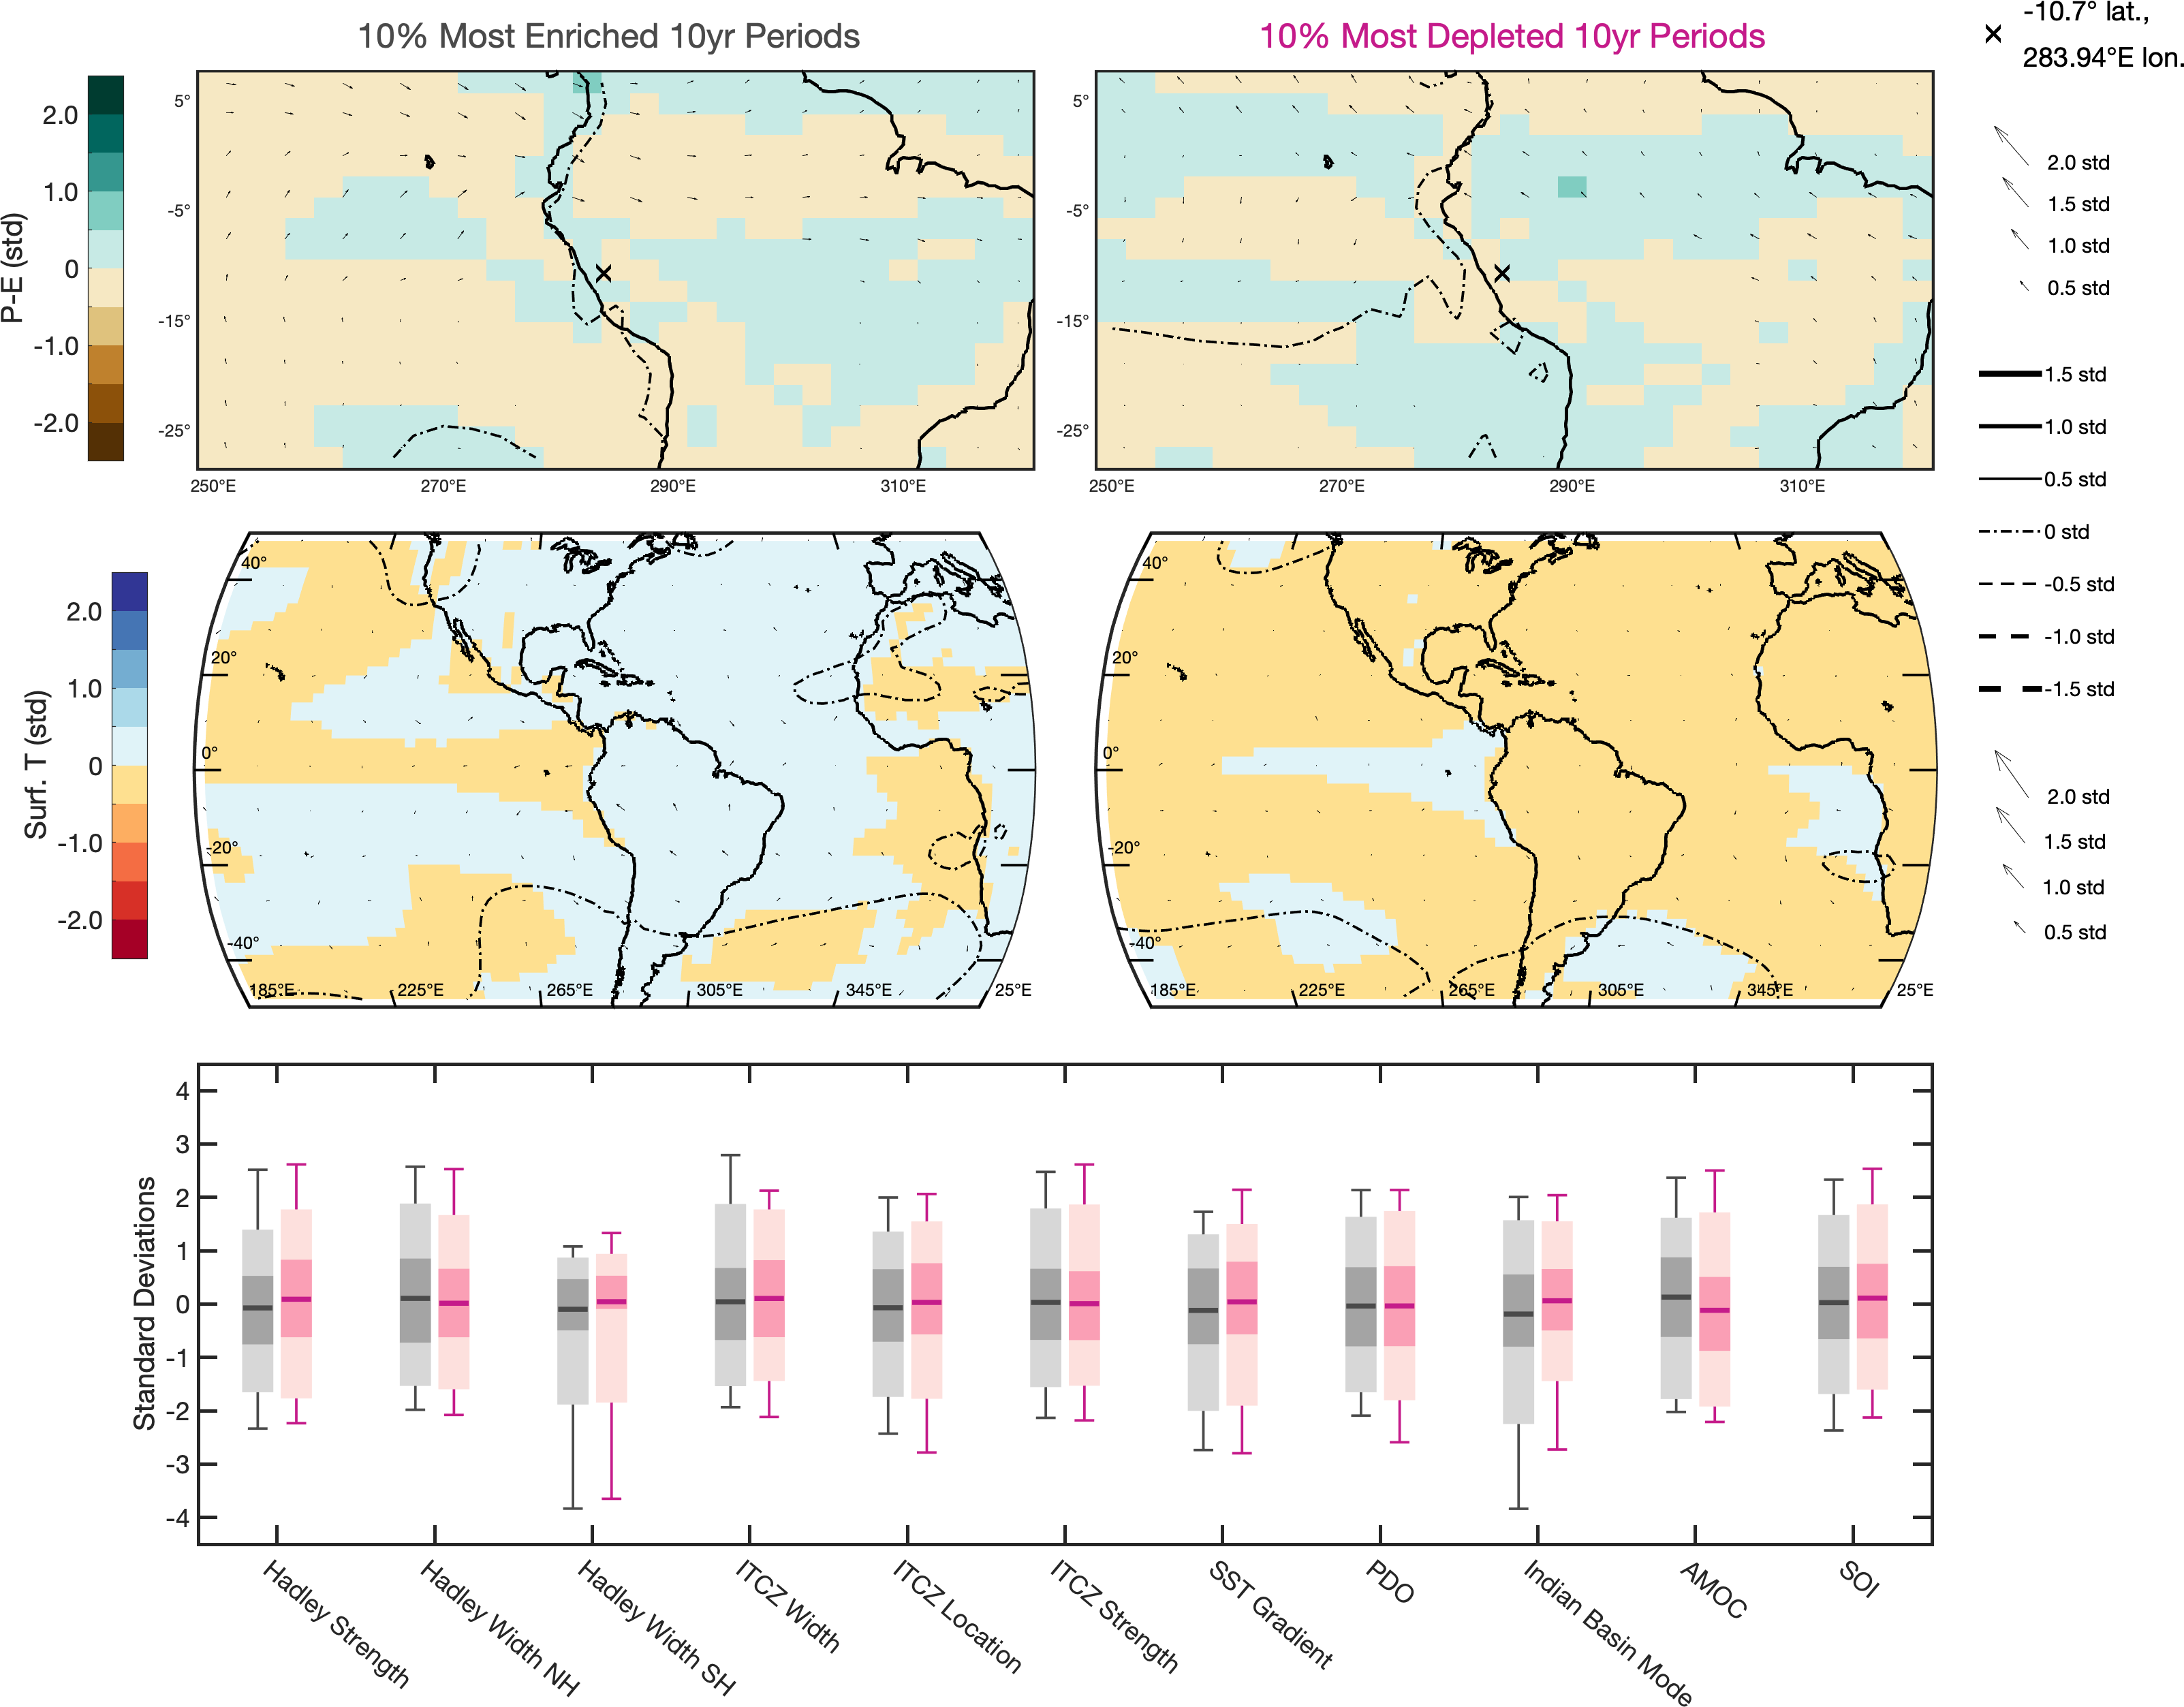 10% Most Enriched 10yr Periods
10% Most Depleted 10yr Periods
-10.7° lat.,
283.94°E lon.
P-E (std)
2.0
1.0
0
-1.0
-2.0
5°
-5°
-15°
-25°
250°E
270°E
290°E
310°E
5°
-5°
-15°
-25°
250°E
270°E
290°E
310°E
2.0 std
1.5 std
1.0 std
0.5 std
1.5 std
1.0 std
0.5 std
0 std
-0.5 std
-1.0 std
-1.5 std
2.0 std
1.5 std
1.0 std
0.5 std
Surf. T (std)
2.0
1.0
0
-1.0
-2.0
40°
20°
0°
-20°
-40°
185°E
225°E
265°E
305°E
345°E
25°E
40°
20°
0°
-20°
-40°
185°E
225°E
265°E
305°E
345°E
25°E
Standard Deviations
4
3
2
1
0
-1
-2
-3
-4
Hadley Strength
Hadley Width NH
Hadley Width SH
ITCZ Width
ITCZ Location
ITCZ Strength
SST Gradient
PDO
Indian Basin Mode
AMOC
SOI